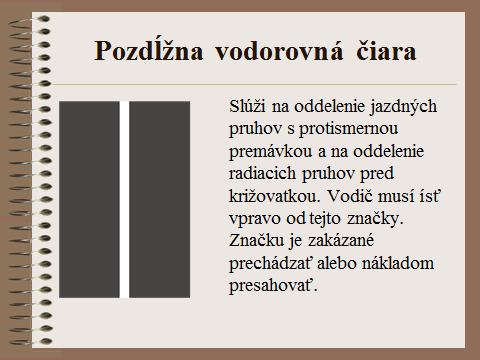 Pozdĺžna vodorovná čiara
Slúži na oddelenie jazdných
pruhov s protismernou
premávkou a na oddelenie
radiacich pruhov pred
križovatkou. Vodič musí ísť
vpravo od tejto značky.
Značku je zakázané
prechádzať alebo nákladom
presahovať.